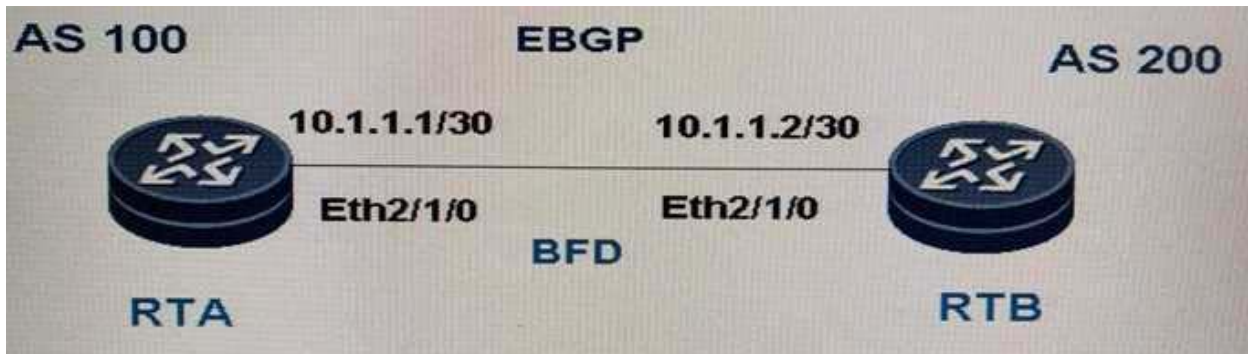 AS 100
EBGP
AS 200
10.1.1.1/30
10.1.1.2/30
Eth2/1/0
Eth2/1/0
BFD
RTA
RTB